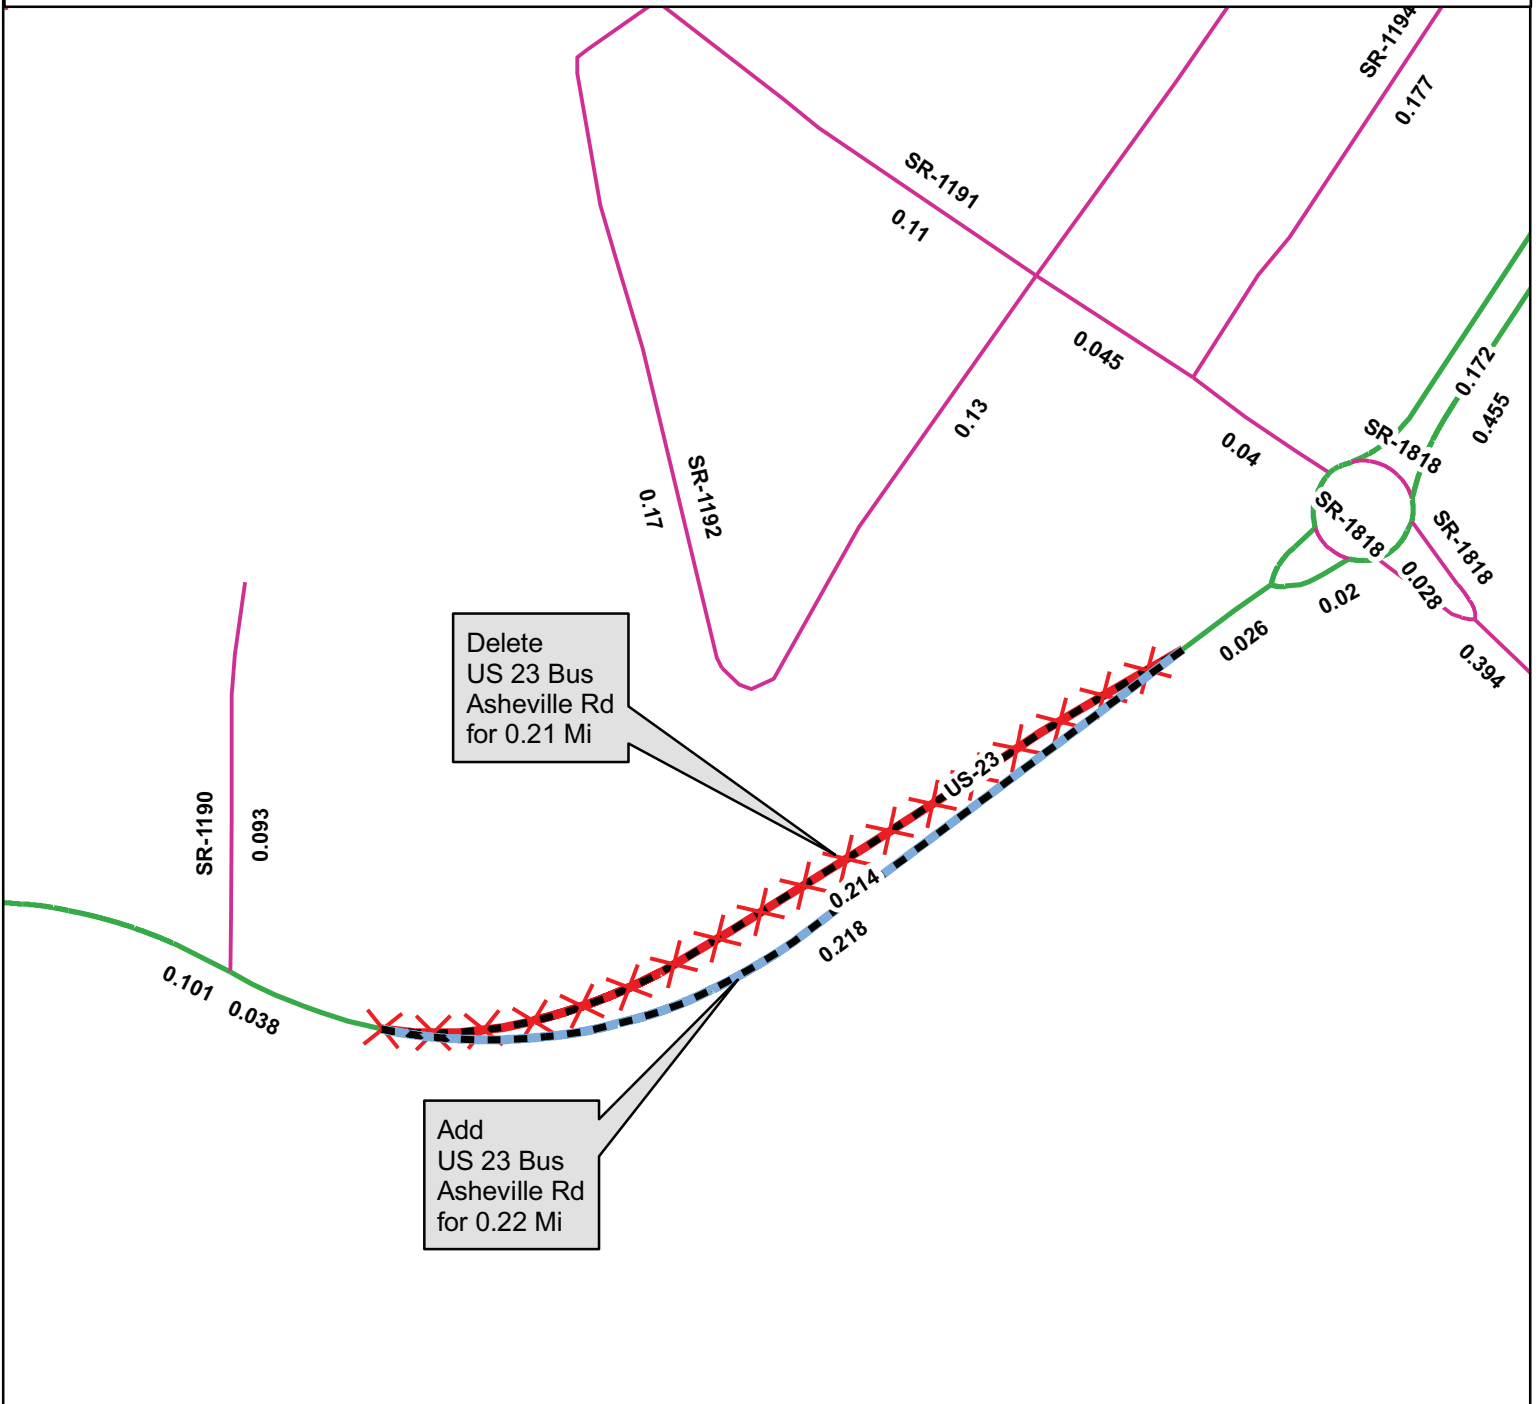 SR-1194
0.177
SR-1191
0.11
0.045
0.13
0.04
0.172
0.455
SR-1818
SR-1818
SR-1818
0.028
0.02
0.026
0.394
SR-1192
0.17
Delete
US 23 Bus
Asheville Rd
for 0.21 Mi
US-23
SR-1190
0.093
0.214
0.218
0.101
0.038
Add
US 23 Bus
Asheville Rd
for 0.22 Mi